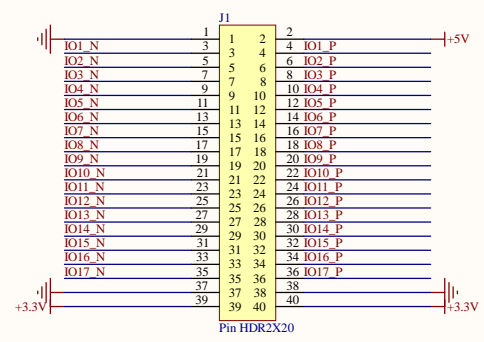 J1
1 1 2 2 +5V
IO1_N 3 3 4 4 IO1_P
IO2_N 5 5 6 6 IO2_P
IO3_N 7 7 8 8 IO3_P
IO4_N 9 9 10 10 IO4_P
IO5_N 11 11 12 12 IO5_P
IO6_N 13 13 14 14 IO6_P
IO7_N 15 15 16 16 IO7_P
IO8_N 17 17 18 18 IO8_P
IO9_N 19 19 20 20 IO9_P
IO10_N 21 21 22 22 IO10_P
IO11_N 23 23 24 24 IO11_P
IO12_N 25 25 26 26 IO12_P
IO13_N 27 27 28 28 IO13_P
IO14_N 29 29 30 30 IO14_P
IO15_N 31 31 32 32 IO15_P
IO16_N 33 33 34 34 IO16_P
IO17_N 35 35 36 36 IO17_P
37 37 38 38
+3.3V 39 39 40 40 +3.3V
Pin HDR2X20